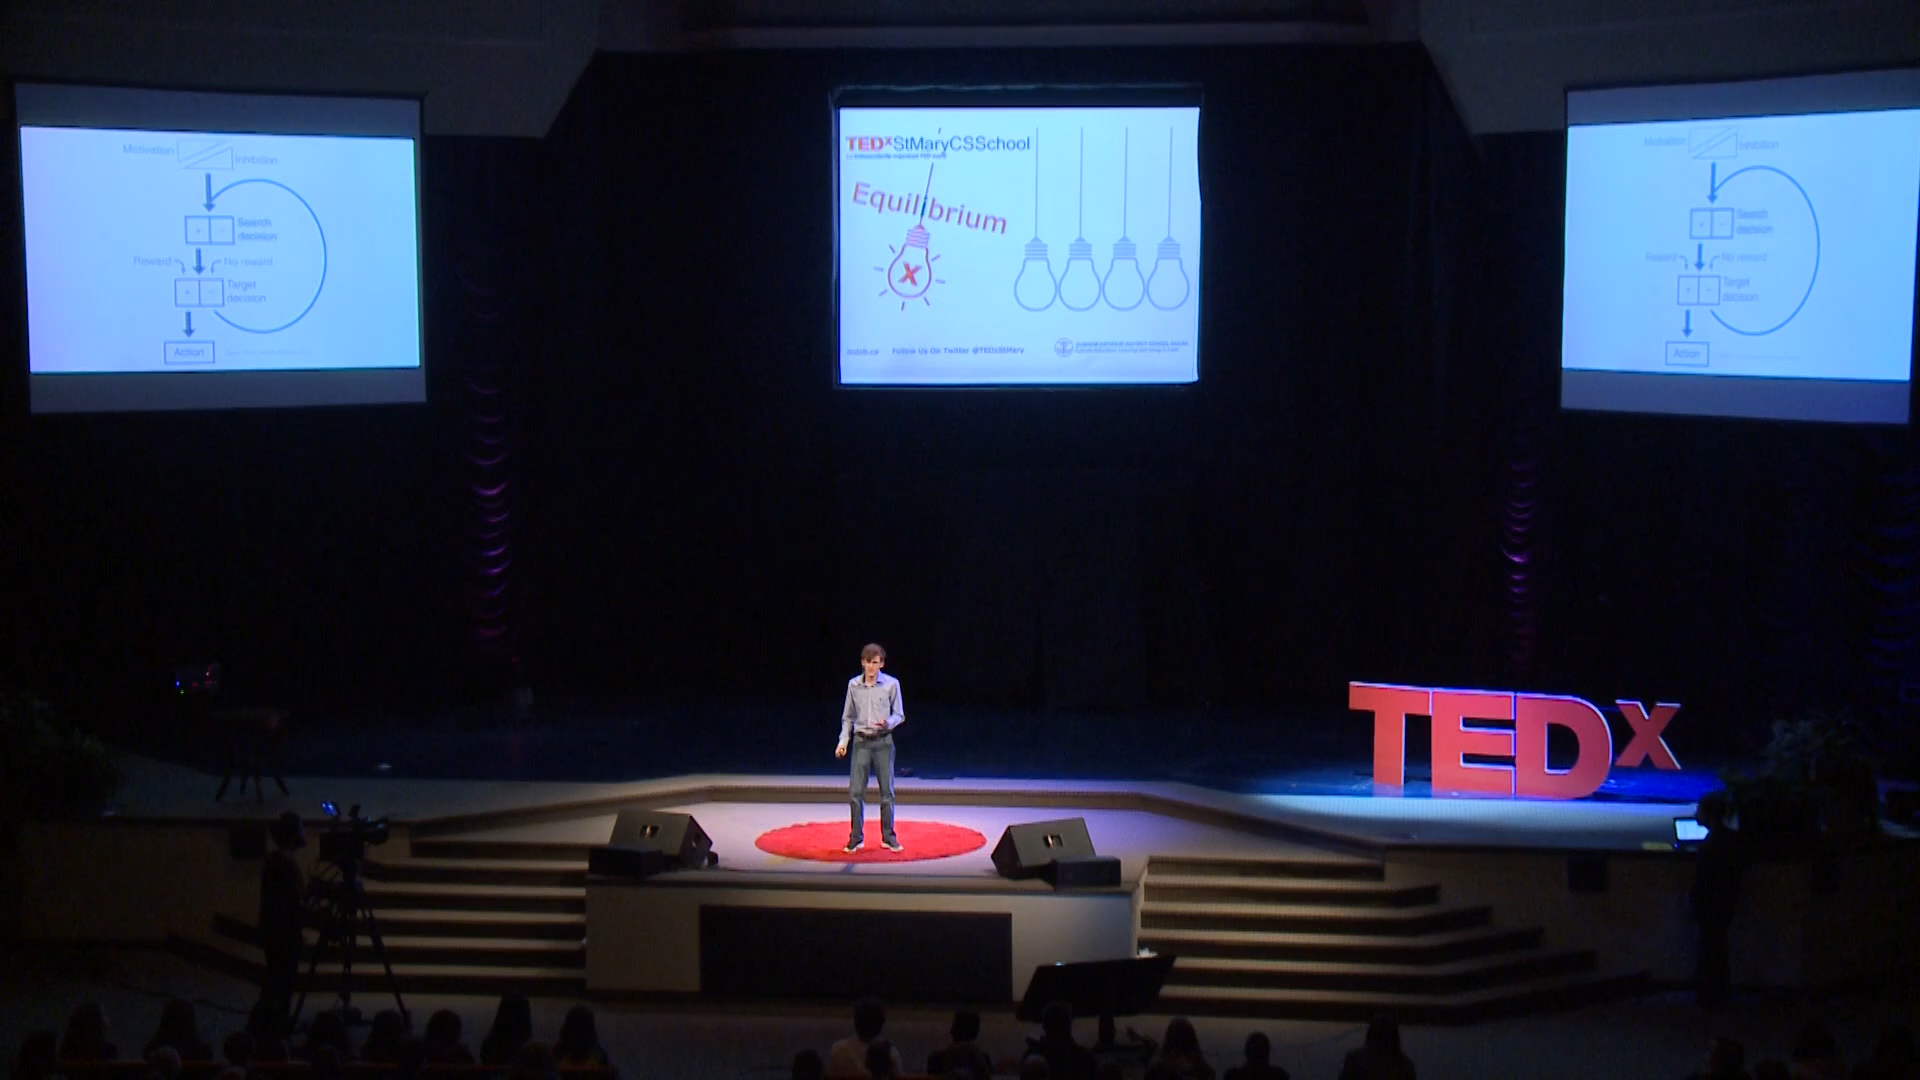 Motivation
Inhibition
Search
decision
Reward
No reward
Target
decision
Action
TEDxStMaryCSSchool
Equilibrium
x
Follow Us On Twitter @TEDxStMary
Motivation
Inhibition
Search
decision
Reward
No reward
Target
decision
Action
TEDx